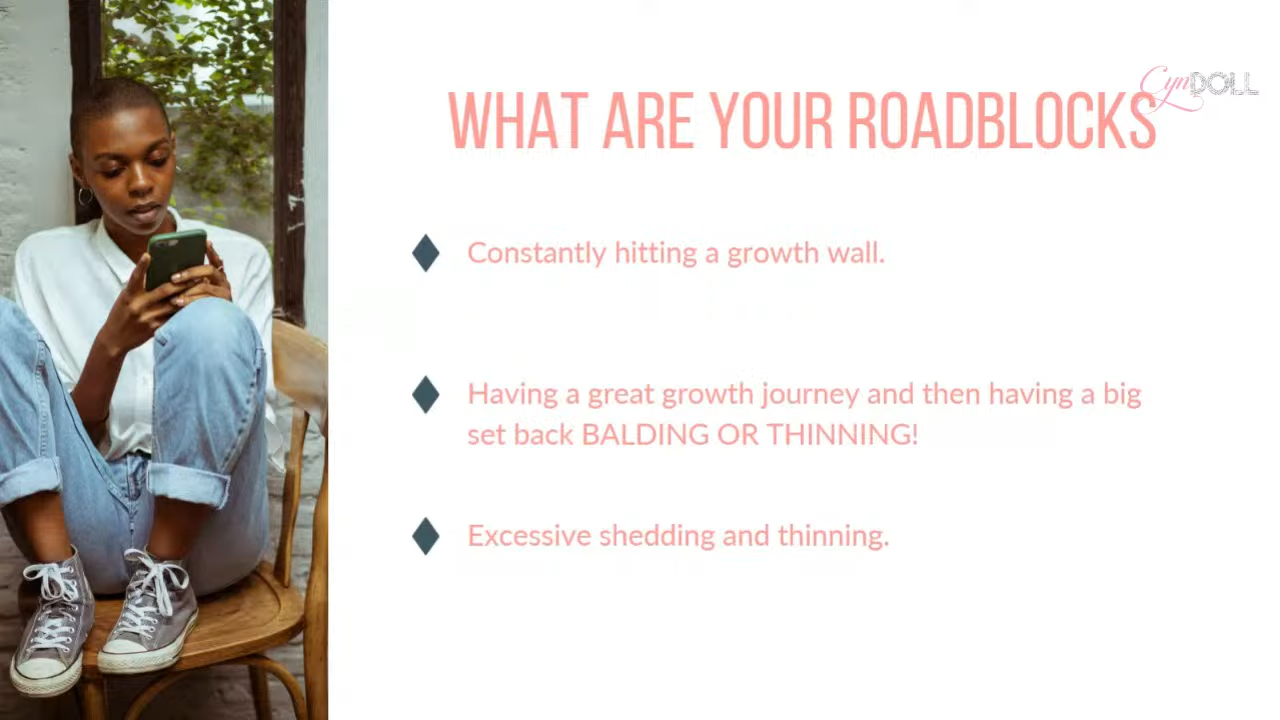 CynDOLL
WHAT ARE YOUR ROADBLOCKS
Constantly hitting a growth wall.
Having a great growth journey and then having a big
set back BALDING OR THINNING!
Excessive shedding and thinning.